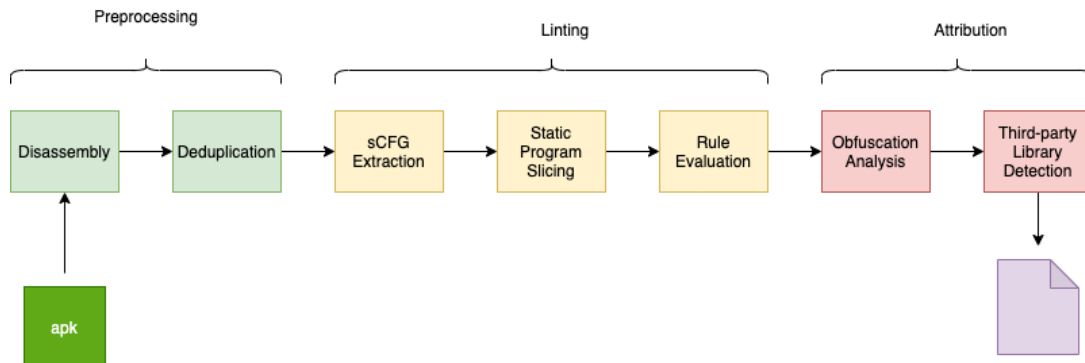 Preprocessing
Linting
Attribution
Disassembly
Deduplication
sCFG
Extraction
Static
Program
Slicing
Rule
Evaluation
Obfuscation
Analysis
Third-party
Library
Detection
apk